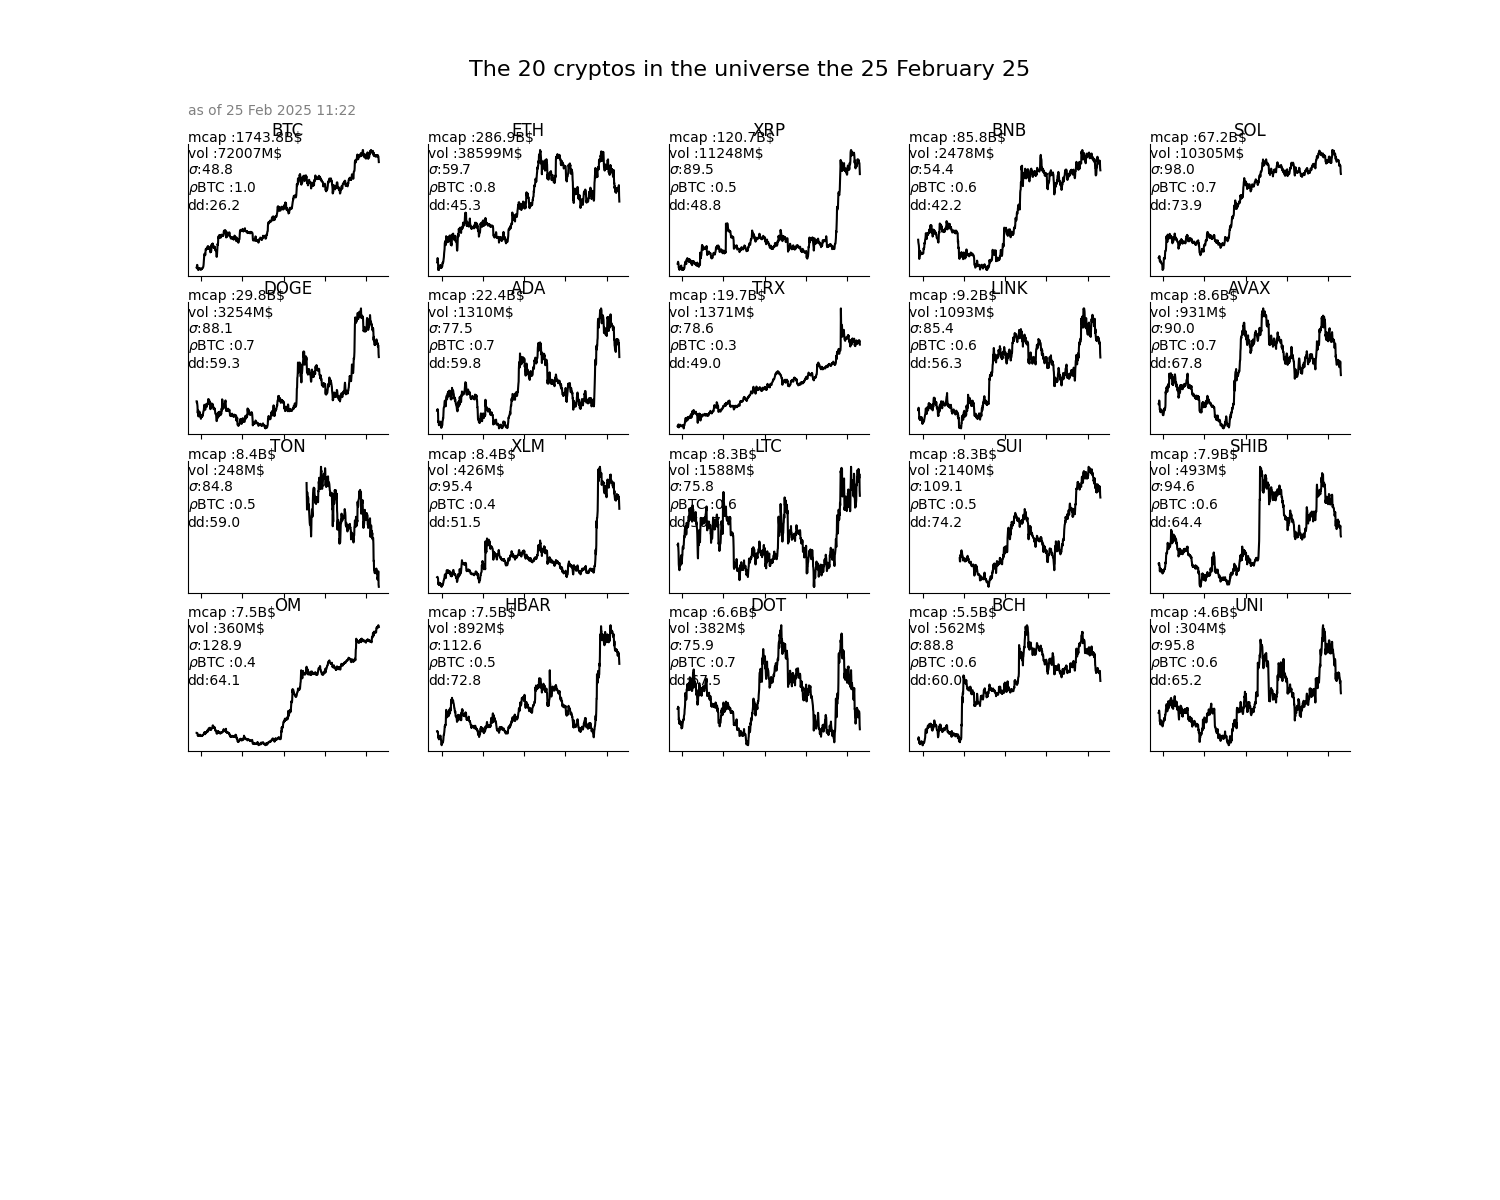 The 20 cryptos in the universe the 25 February 25
as of 25 Feb 2025 11:22
BTC
mcap :1743.8B$
vol :72007M$
σ:48.8
ρBTC :1.0
dd:26.2
ETH
mcap :286.9B$
vol :38599M$
σ:59.7
ρBTC :0.8
dd:45.3
XRP
mcap :120.7B$
vol :11248M$
σ:89.5
ρBTC :0.5
dd:48.8
BNB
mcap :85.8B$
vol :2478M$
σ:54.4
ρBTC :0.6
dd:42.2
SOL
mcap :67.2B$
vol :10305M$
σ:98.0
ρBTC :0.7
dd:73.9
DOGE
mcap :29.8B$
vol :3254M$
σ:88.1
ρBTC :0.7
dd:59.3
ADA
mcap :22.4B$
vol :1310M$
σ:77.5
ρBTC :0.7
dd:59.8
TRX
mcap :19.7B$
vol :1371M$
σ:78.6
ρBTC :0.3
dd:49.0
LINK
mcap :9.2B$
vol :1093M$
σ:85.4
ρBTC :0.6
dd:56.3
AVAX
mcap :8.6B$
vol :931M$
σ:90.0
ρBTC :0.7
dd:67.8
TON
mcap :8.4B$
vol :248M$
σ:84.8
ρBTC :0.5
dd:59.0
XLM
mcap :8.4B$
vol :426M$
σ:95.4
ρBTC :0.4
dd:51.5
LTC
mcap :8.3B$
vol :1588M$
σ:75.8
ρBTC :0.6
SUI
mcap :8.3B$
vol :2140M$
σ:109.1
ρBTC :0.5
dd:74.2
SHIB
mcap :7.9B$
vol :493M$
σ:94.6
ρBTC :0.6
dd:64.4
OM
mcap :7.5B$
vol :360M$
σ:128.9
ρBTC :0.4
dd:64.1
HBAR
mcap :7.5B$
vol :892M$
σ:112.6
ρBTC :0.5
dd:72.8
DOT
mcap :6.6B$
vol :382M$
σ:75.9
ρBTC :0.7
dd:67.5
BCH
mcap :5.5B$
vol :562M$
σ:88.8
ρBTC :0.6
dd:60.0
UNI
mcap :4.6B$
vol :304M$
σ:95.8
ρBTC :0.6
dd:65.2